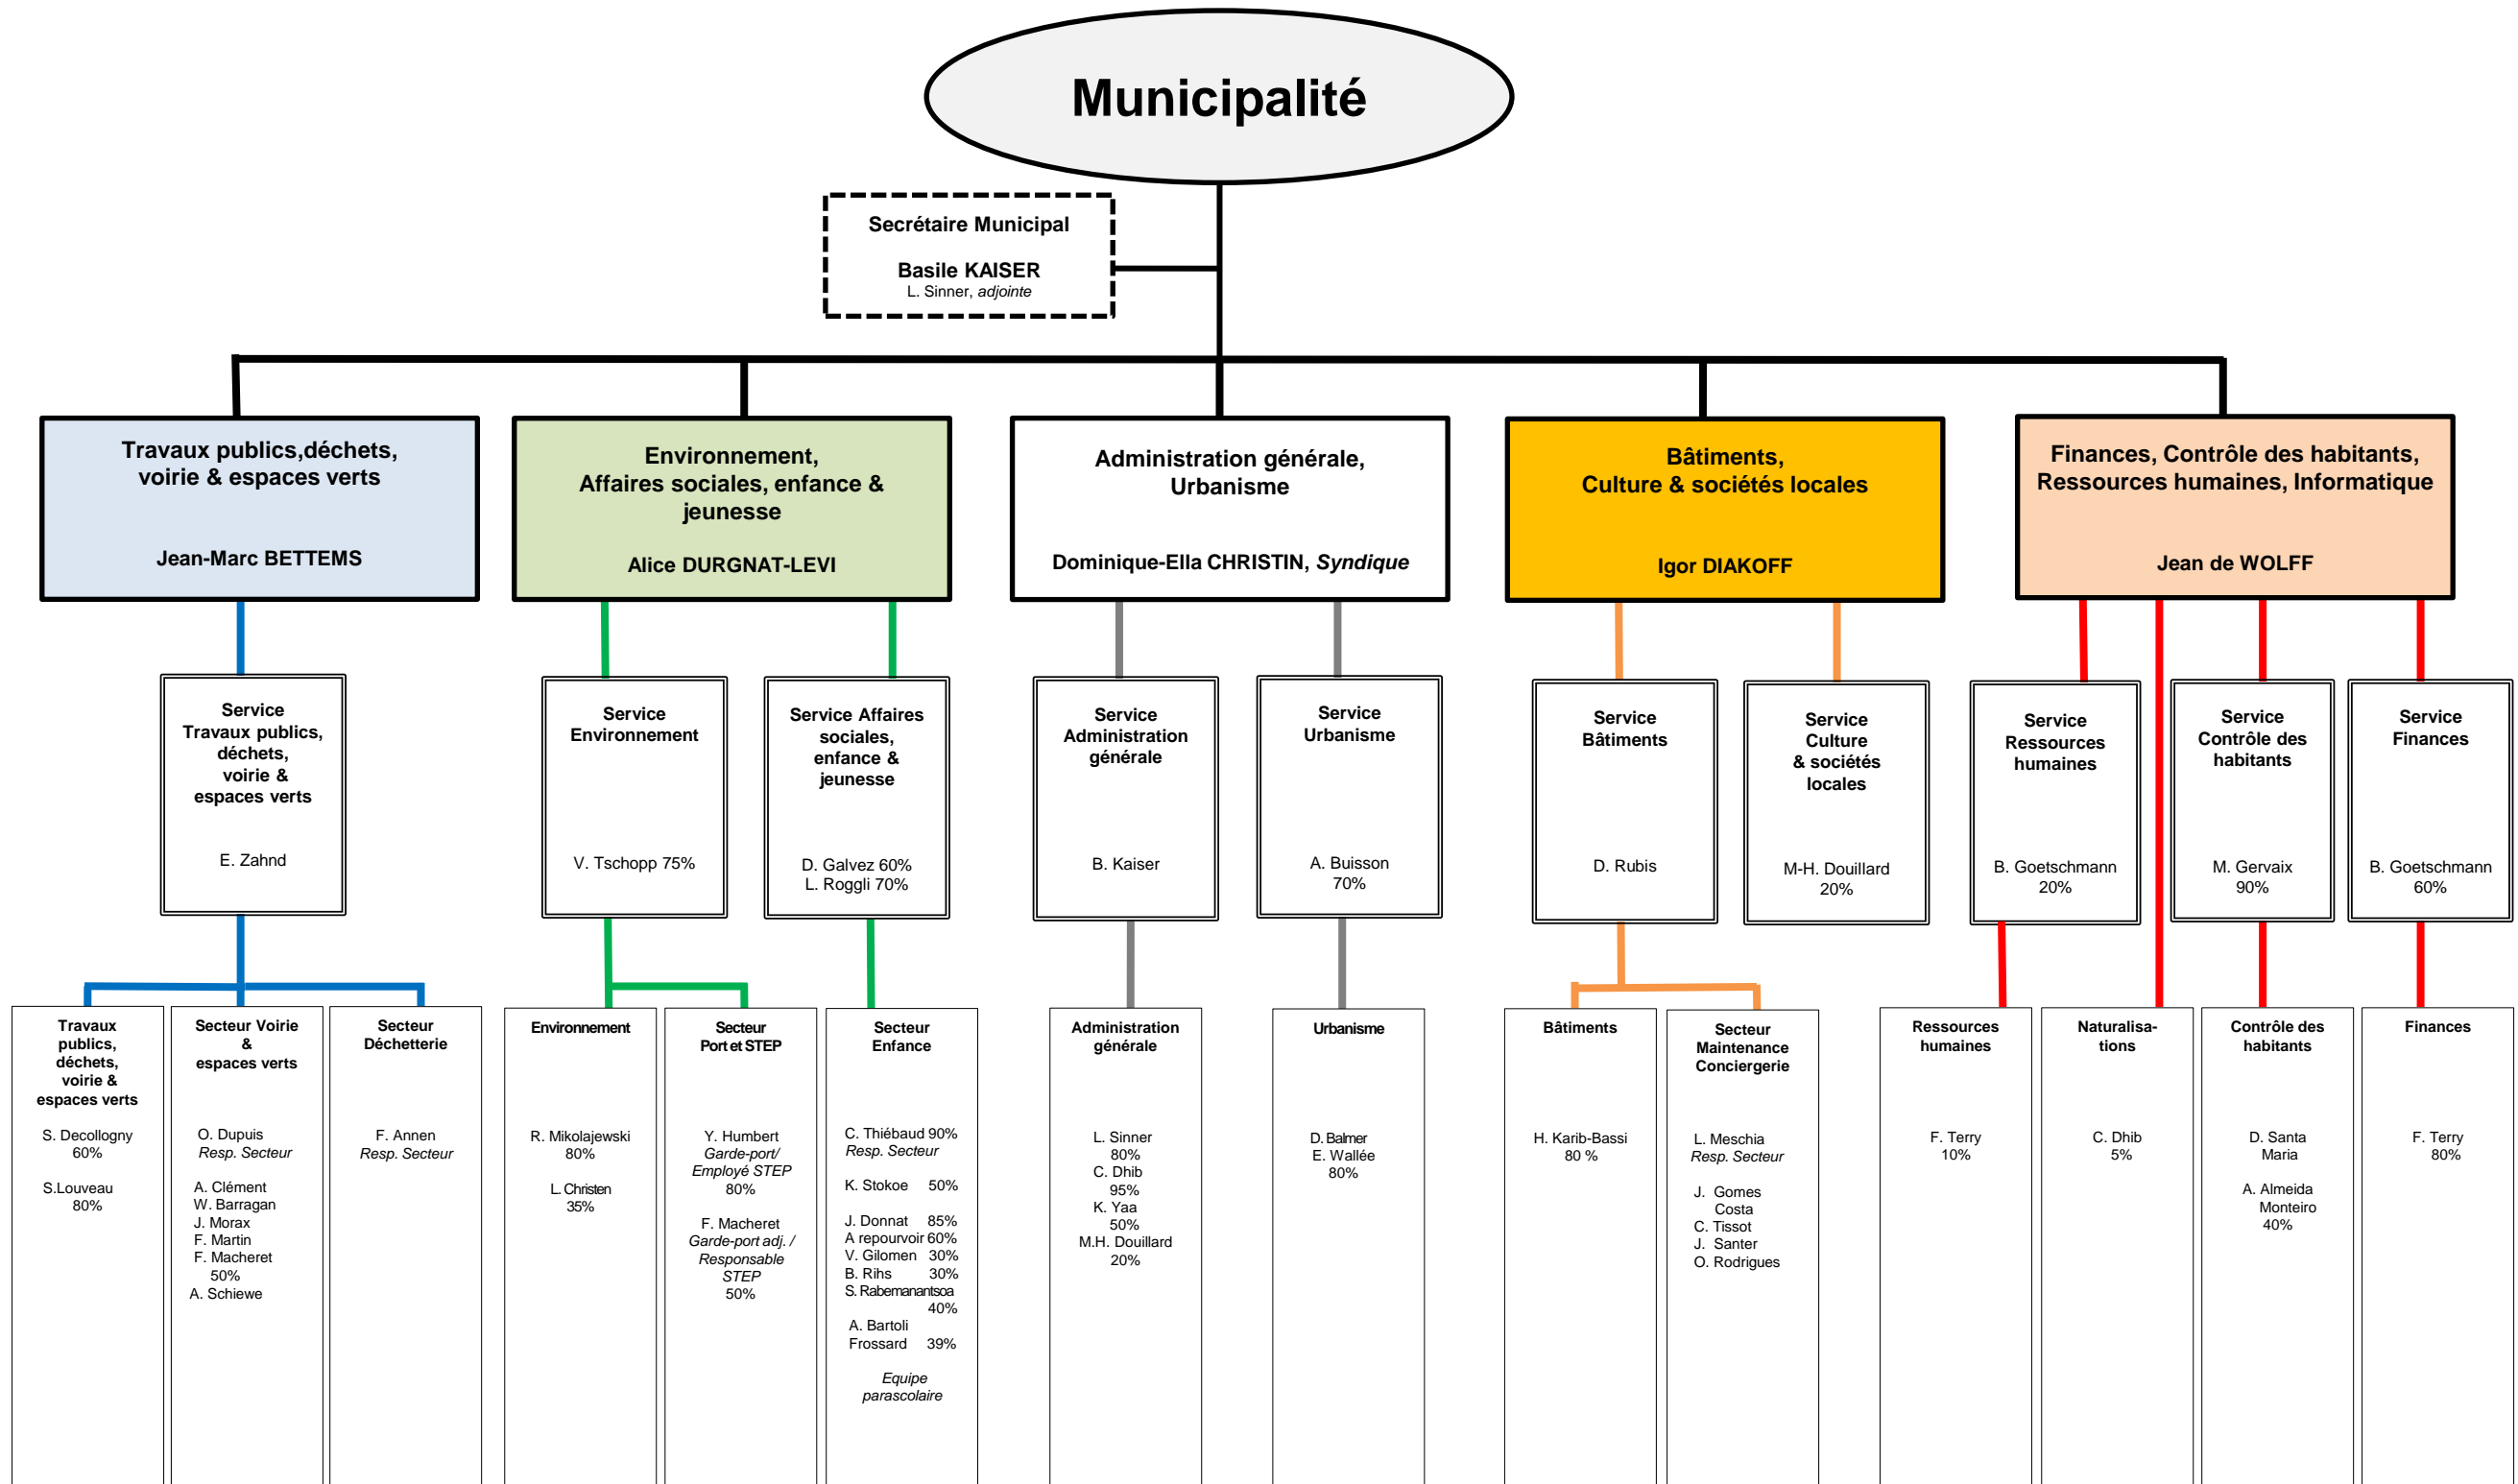 Municipalité
Secrétaire Municipal
Basile KAISER
L. Sinner, adjointe
Travaux publics,déchets,
voirie & espaces verts
Jean-Marc BETTEMS
Environnement,
Affaires sociales, enfance &
jeunesse
Alice DURGNAT-LEVI
Administration générale,
Urbanisme
Dominique-Ella CHRISTIN, Syndique
Bâtiments,
Culture & sociétés locales
Igor DIAKOFF
Finances, Contrôle des habitants,
Ressources humaines, Informatique
Jean de WOLFF
Service
Travaux publics,
déchets,
voirie &
espaces verts
E. Zahnd
Service
Environnement
V. Tschopp 75%
Service Affaires
sociales,
enfance &
jeunesse
D. Galvez 60%
L. Roggli 70%
Service
Administration
générale
B. Kaiser
Service
Urbanisme
A. Buisson
70%
Service
Bâtiments
D. Rubis
Service
Culture
& sociétés
locales
M-H. Douillard
20%
Service
Ressources
humaines
B. Goetschmann
20%
Service
Contrôle des
habitants
M. Gervaix
90%
Service
Finances
B. Goetschmann
60%
Travaux
publics,
déchets,
voirie &
espaces verts
S. Decollogny
60%
S.Louveau
80%
Secteur Voirie
&
espaces verts
O. Dupuis
Resp. Secteur
A. Clément
W. Barragan
J. Morax
F. Martin
F. Macheret
50%
A. Schiewe
Secteur
Déchetterie
F. Annen
Resp. Secteur
Environnement
R. Mikolajewski
80%
L. Christen
35%
Secteur
Port et STEP
Y. Humbert
Garde-port/
Employé STEP
80%
F. Macheret
Garde-port adj. /
Responsable
STEP
50%
Secteur
Enfance
C. Thiébaud 90%
Resp. Secteur
K. Stokoe 50%
J. Donnat 85%
A repourvoir 60%
V. Gilomen 30%
B. Rihs 30%
S. Rabemanantsoa
40%
A. Bartoli
Frossard 39%
Equipe
parascolaire
Administration
générale
L. Sinner
80%
C. Dhib
95%
K. Yaa
50%
M.H. Douillard
20%
Urbanisme
D. Balmer
E. Wallée
80%
Bâtiments
H. Karib-Bassi
80 %
Secteur
Maintenance
Conciergerie
L. Meschia
Resp. Secteur
J. Gomes
Costa
C. Tissot
J. Santer
O. Rodrigues
Ressources
humaines
F. Terry
10%
Naturalisa-
tions
C. Dhib
5%
Contrôle des
habitants
D. Santa
Maria
A. Almeida
Monteiro
40%
Finances
F. Terry
80%